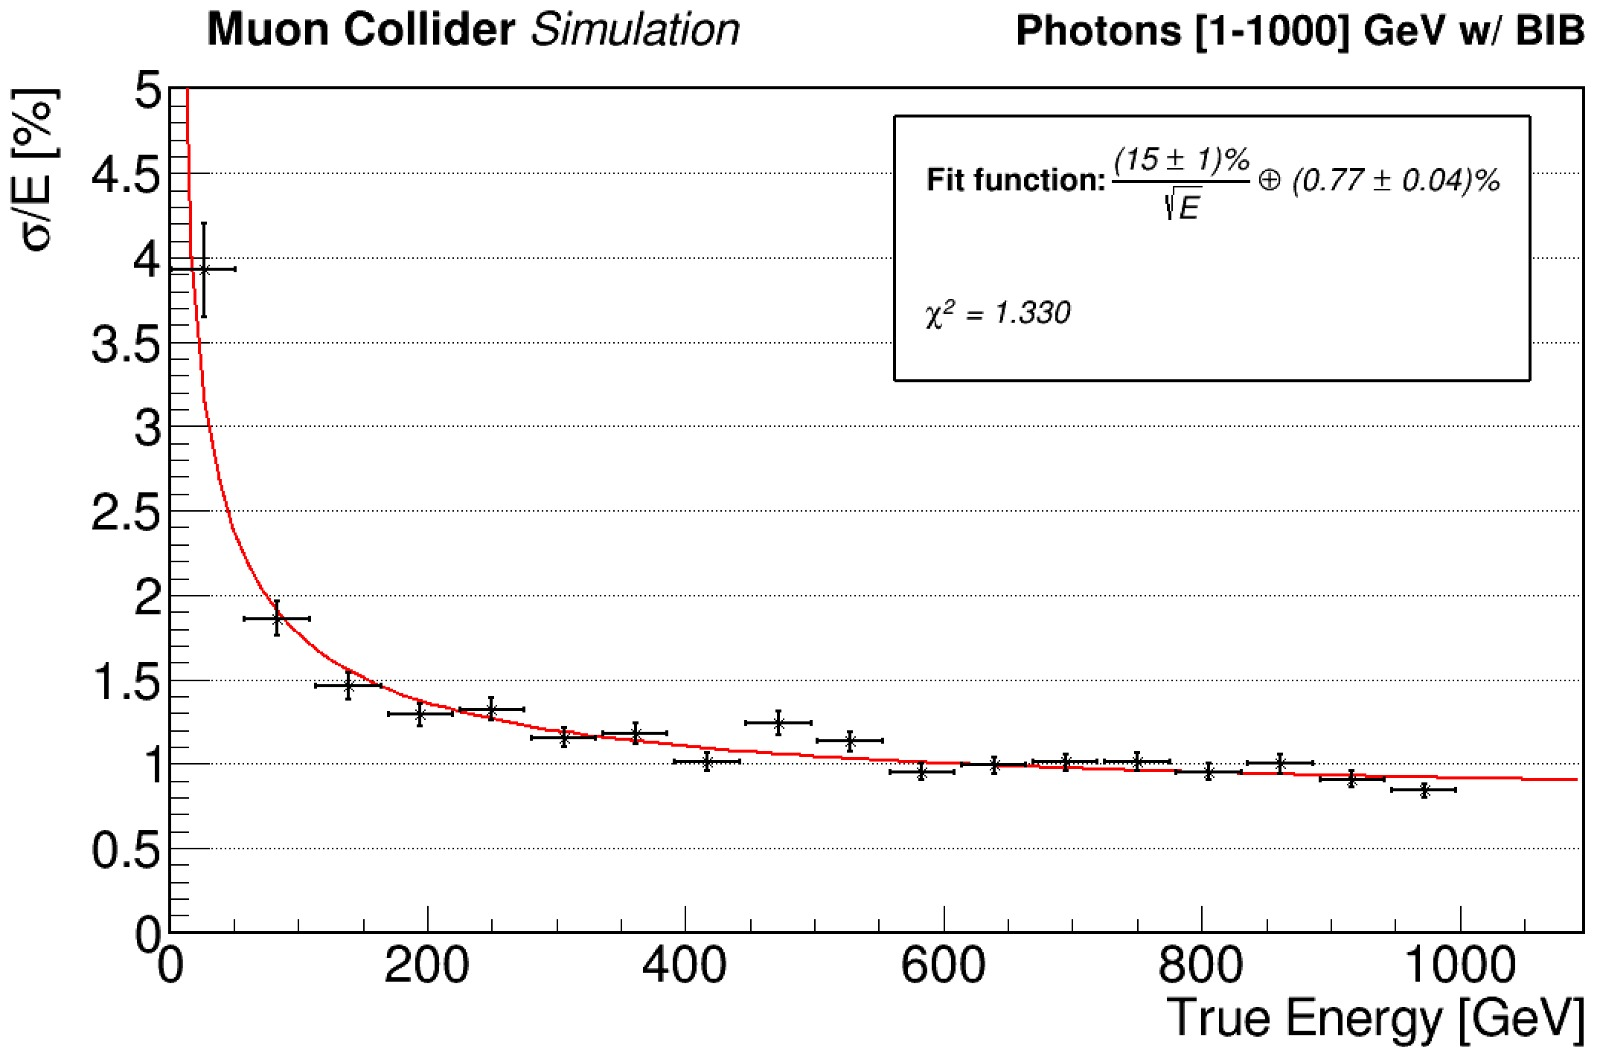 Muon Collider Simulation
Photons [1-1000] GeV w/ BIB
σ/E [%]
5
4.5
4
3.5
3
2.5
2
1.5
1
0.5
0
Fit function: (15 ± 1)% / √E ⊕ (0.77 ± 0.04)%
χ² = 1.330
0 200 400 600 800 1000
True Energy [GeV]